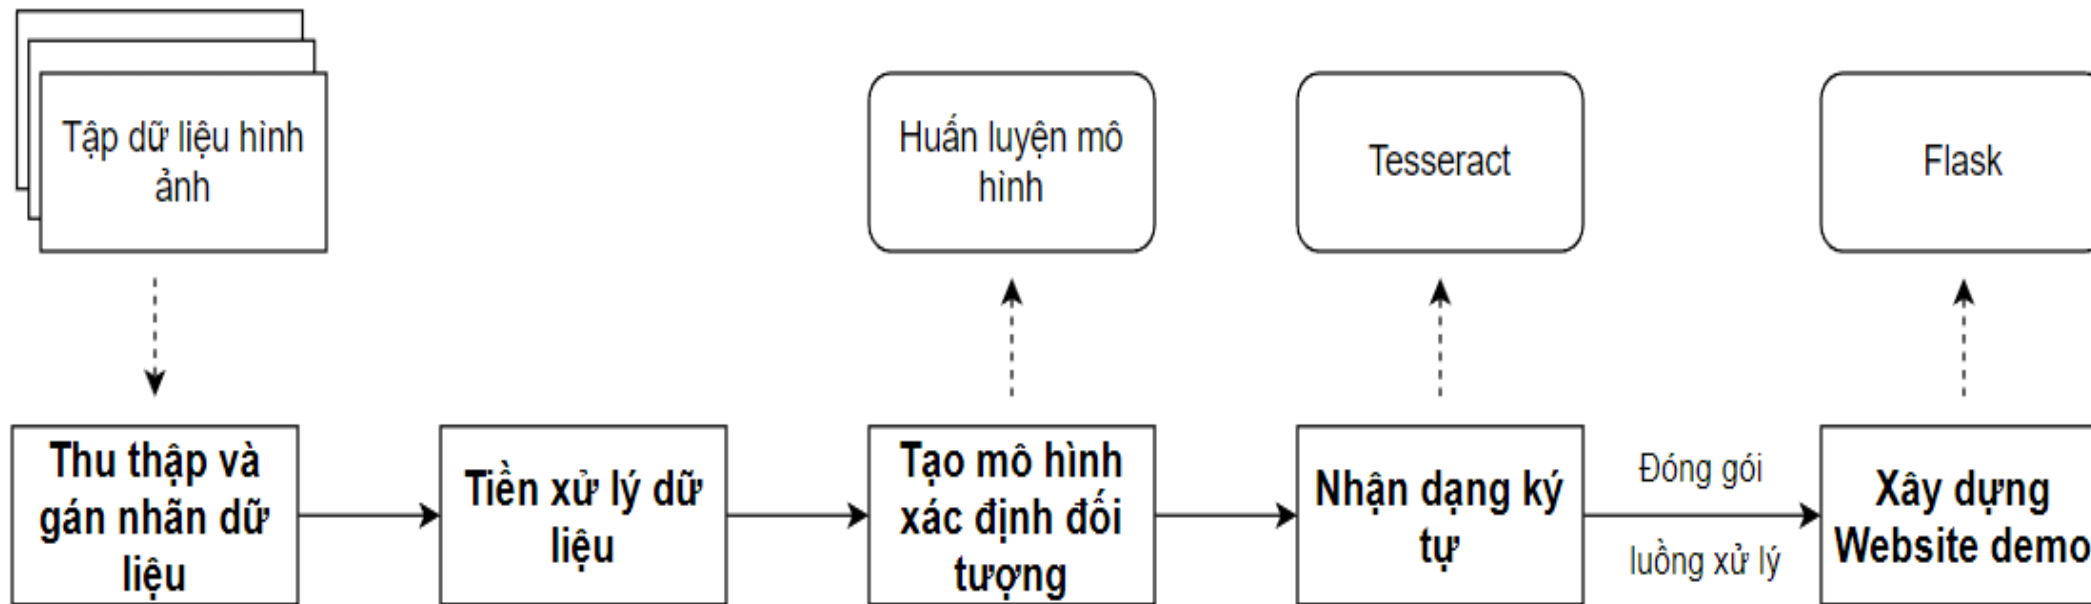 Tập dữ liệu hình
ảnh
Huấn luyện mô
hình
Tesseract
Flask
Thu thập và
gán nhãn dữ
liệu
Tiền xử lý dữ
liệu
Tạo mô hình
xác định đối
tượng
Nhận dạng ký
tự
Đóng gói
luồng xử lý
Xây dựng
Website demo